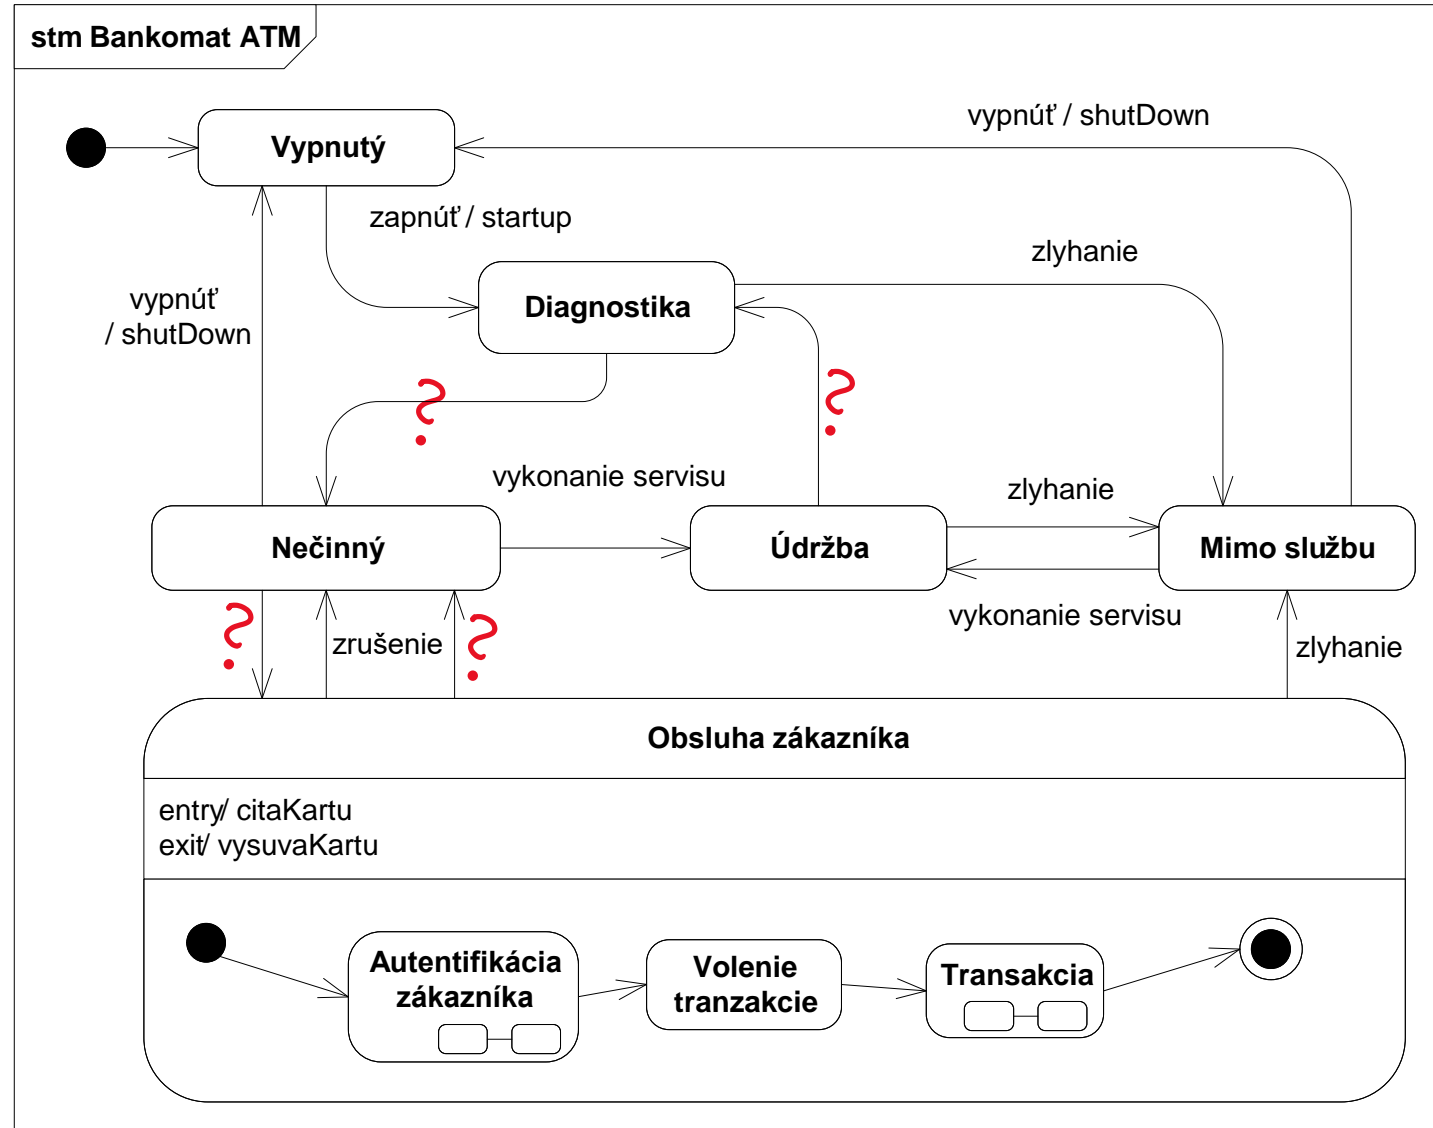 stm Bankomat ATM
vypnúť / shutDown
Vypnutý
zapnúť / startup
zlyhanie
vypnúť
/ shutDown
Diagnostika
?
?
vykonanie servisu
zlyhanie
Nečinný
Údržba
Mimo službu
?
zrušenie
?
vykonanie servisu
zlyhanie
Obsluha zákazníka
entry/ citaKartu
exit/ vysuvaKartu
Autentifikácia
zákazníka
Volenie
tranzakcie
Transakcia